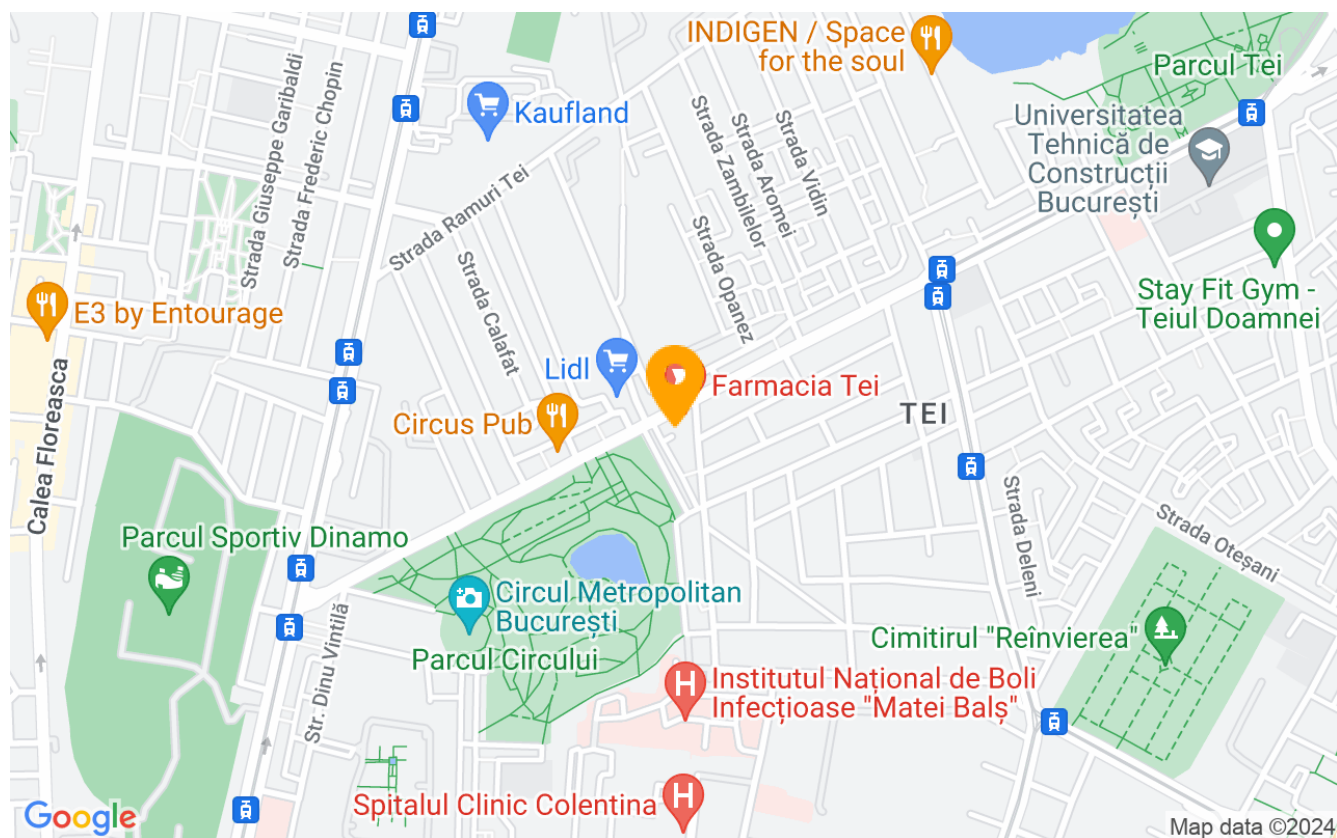 INDIGEN / Space
for the soul
Parcul Tei
Strada Giuseppe Garibaldi
Strada Frederic Chopin
Kaufland
Universitatea
Tehnică de
Construcții
București
Strada Zambilelor
Strada Aromei
Strada Vidin
Strada Ramuri Tei
Strada Opanez
Strada Calafat
E3 by Entourage
Stay Fit Gym -
Teiul Doamnei
Lidl
Farmacia Tei
Circus Pub
TEI
Calea Floreasca
Strada Deleni
Strada Oteșani
Parcul Sportiv Dinamo
Circul Metropolitan
București
Cimitirul "Reînvierea"
Parcul Circului
Str. Dinu Vintilă
Institutul Național de Boli
Infecțioase "Matei Balș"
H
Spitalul Clinic Colentina
H
Google
Map data ©2024